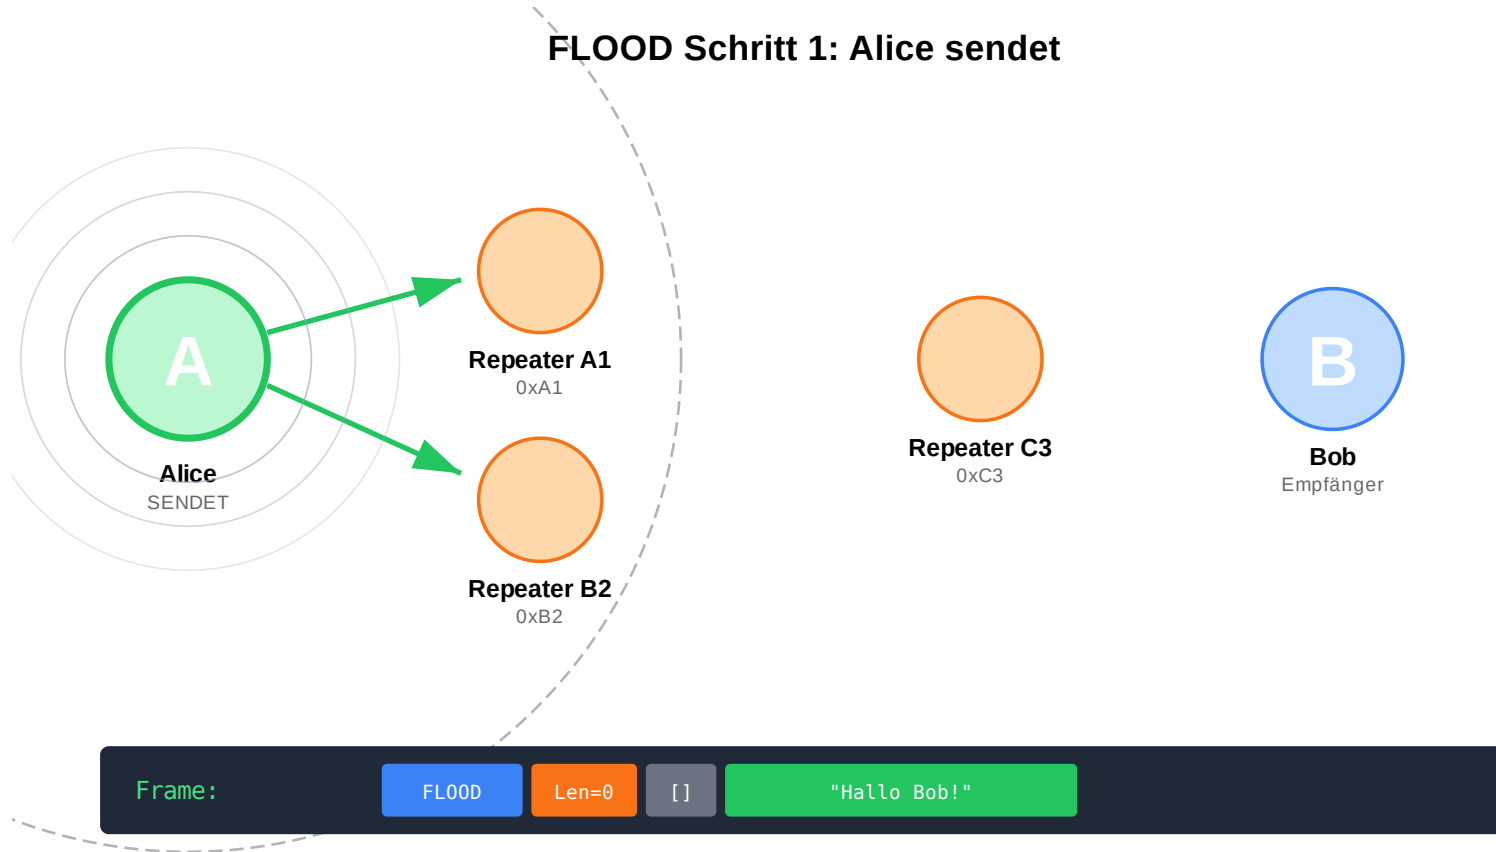 FLOOD Schritt 1: Alice sendet
A
Alice
SENDET
Repeater A1
0xA1
Repeater B2
0xB2
Repeater C3
0xC3
B
Bob
Empfänger
Frame: FLOOD Len=0 [] "Hallo Bob!"